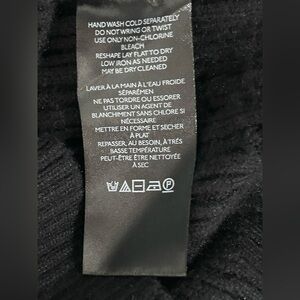 HAND WASH COLD SEPARATELY
DO NOT WRING OR TWIST
USE ONLY NON-CHLORINE
BLEACH
RESHAPE LAY FLAT TO DRY
LOW IRON AS NEEDED
MAY BE DRY CLEANED
LAVER À LA MAIN À L'EAU FROIDE
SÉPARÉMEN
NE PAS TORDRE OU ESSORER
UTILISER UN AGENT DE
BLANCHIMENT SANS CHLORE SI
NÉCESSAIRE
METTRE EN FORME ET SECHER
À PLAT
REPASSER, AU BESOIN, À TRÈS
BASSE TEMPÉRATURE
PEUT-ÊTRE ÊTRE NETTOYÉE
À SEC